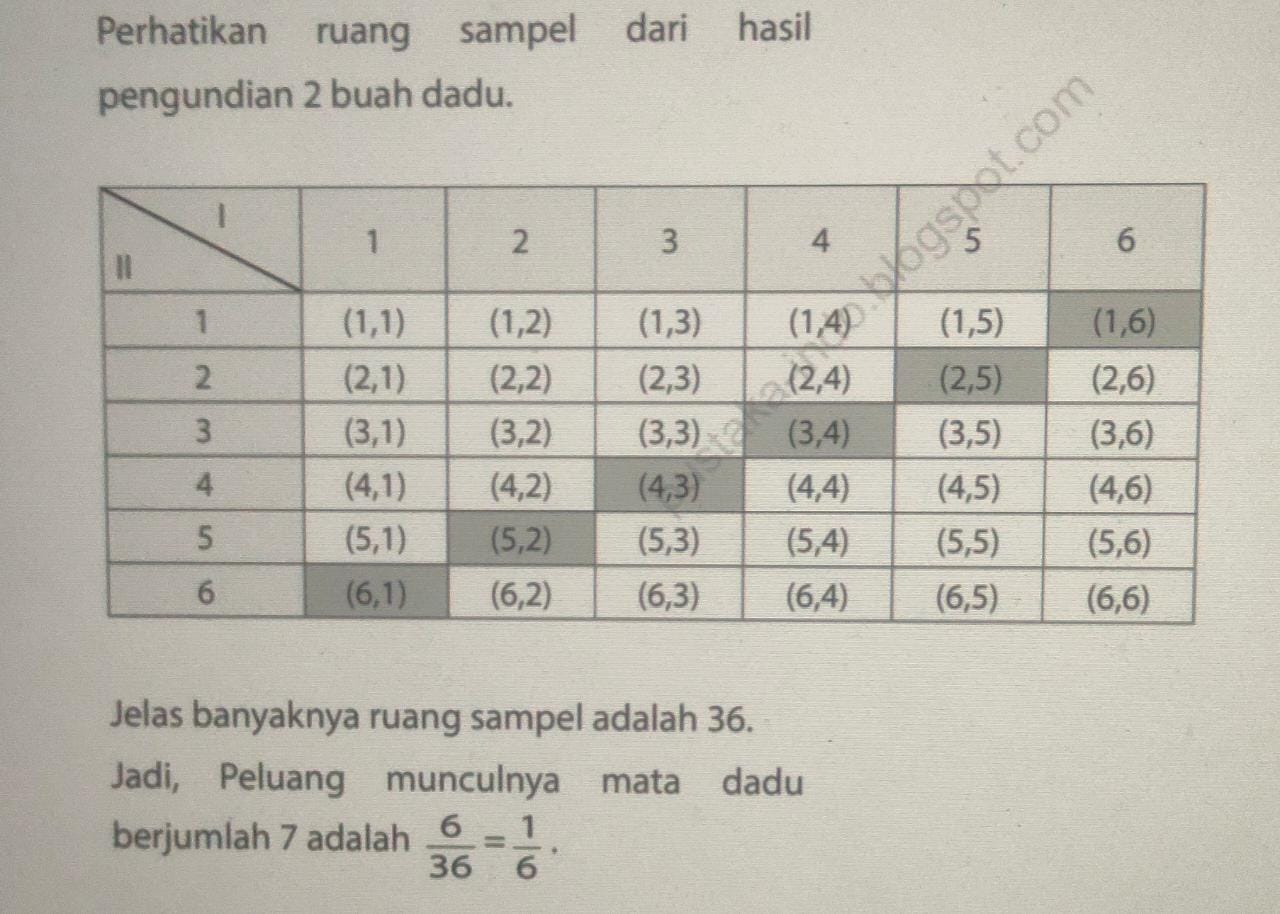 Perhatikan ruang sampel dari hasil
pengundian 2 buah dadu.
I
II
1 2 3 4 5 6
1 (1,1) (1,2) (1,3) (1,4) (1,5) (1,6)
2 (2,1) (2,2) (2,3) (2,4) (2,5) (2,6)
3 (3,1) (3,2) (3,3) (3,4) (3,5) (3,6)
4 (4,1) (4,2) (4,3) (4,4) (4,5) (4,6)
5 (5,1) (5,2) (5,3) (5,4) (5,5) (5,6)
6 (6,1) (6,2) (6,3) (6,4) (6,5) (6,6)
Jelas banyaknya ruang sampel adalah 36.
Jadi, Peluang munculnya mata dadu
berjumlah 7 adalah 6/36 = 1/6.